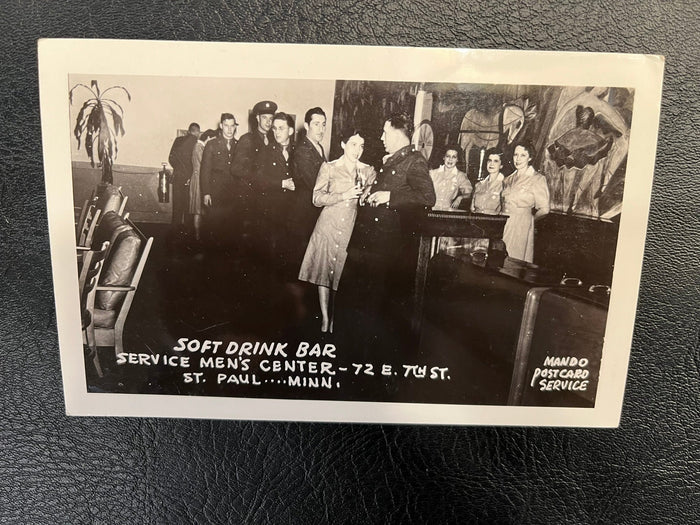 SOFT DRINK BAR
SERVICE MEN'S CENTER - 72 E. 7TH ST.
ST. PAUL....MINN.
MANDO
POSTCARD
SERVICE